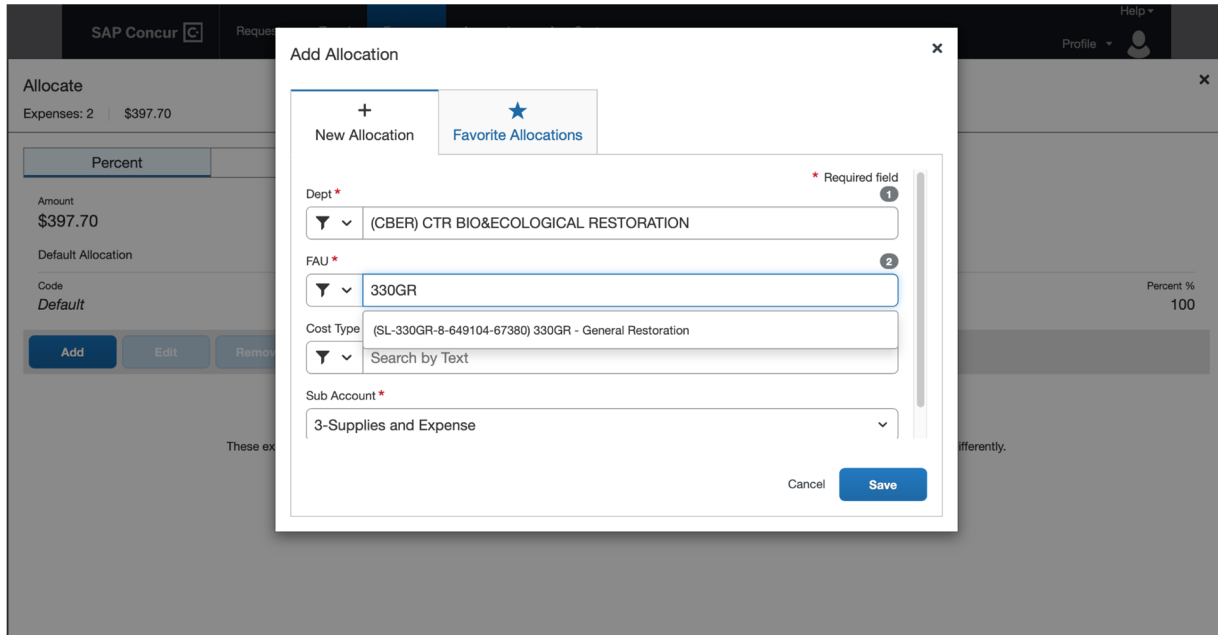 Help
SAP Concur C
Reques
Profile
Add Allocation
Allocate
Expenses: 2 $397.70
New Allocation
Favorite Allocations
Percent
* Required field
Dept *
1
Amount
$397.70
(CBER) CTR BIO&ECOLOGICAL RESTORATION
Default Allocation
FAU *
2
Code
Percent %
330GR
Default
100
(SL-330GR-8-649104-67380) 330GR - General Restoration
Cost Type
Add Edit Remov
Search by Text
Sub Account *
3-Supplies and Expense
These ex
ifferently.
Cancel Save